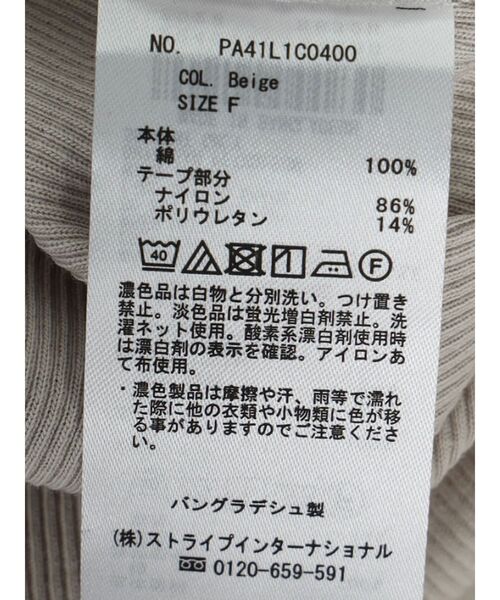 NO. PA41L1C0400
COL. Beige
SIZE F
本体
綿 100%
テープ部分
ナイロン 86%
ポリウレタン 14%
40 F
濃色品は白物と分別洗い。つけ置き
禁止。淡色品は蛍光増白剤禁止。洗
濯ネット使用。酸素系漂白剤使用時
は漂白剤の表示を確認。アイロンあ
て布使用。
・濃色製品は摩擦や汗、雨等で濡れ
た際に他の衣類や小物類に色が移
る事がありますのでご注意くださ
い。
バングラデシュ製
(株)ストライプインターナショナル
0120-659-591